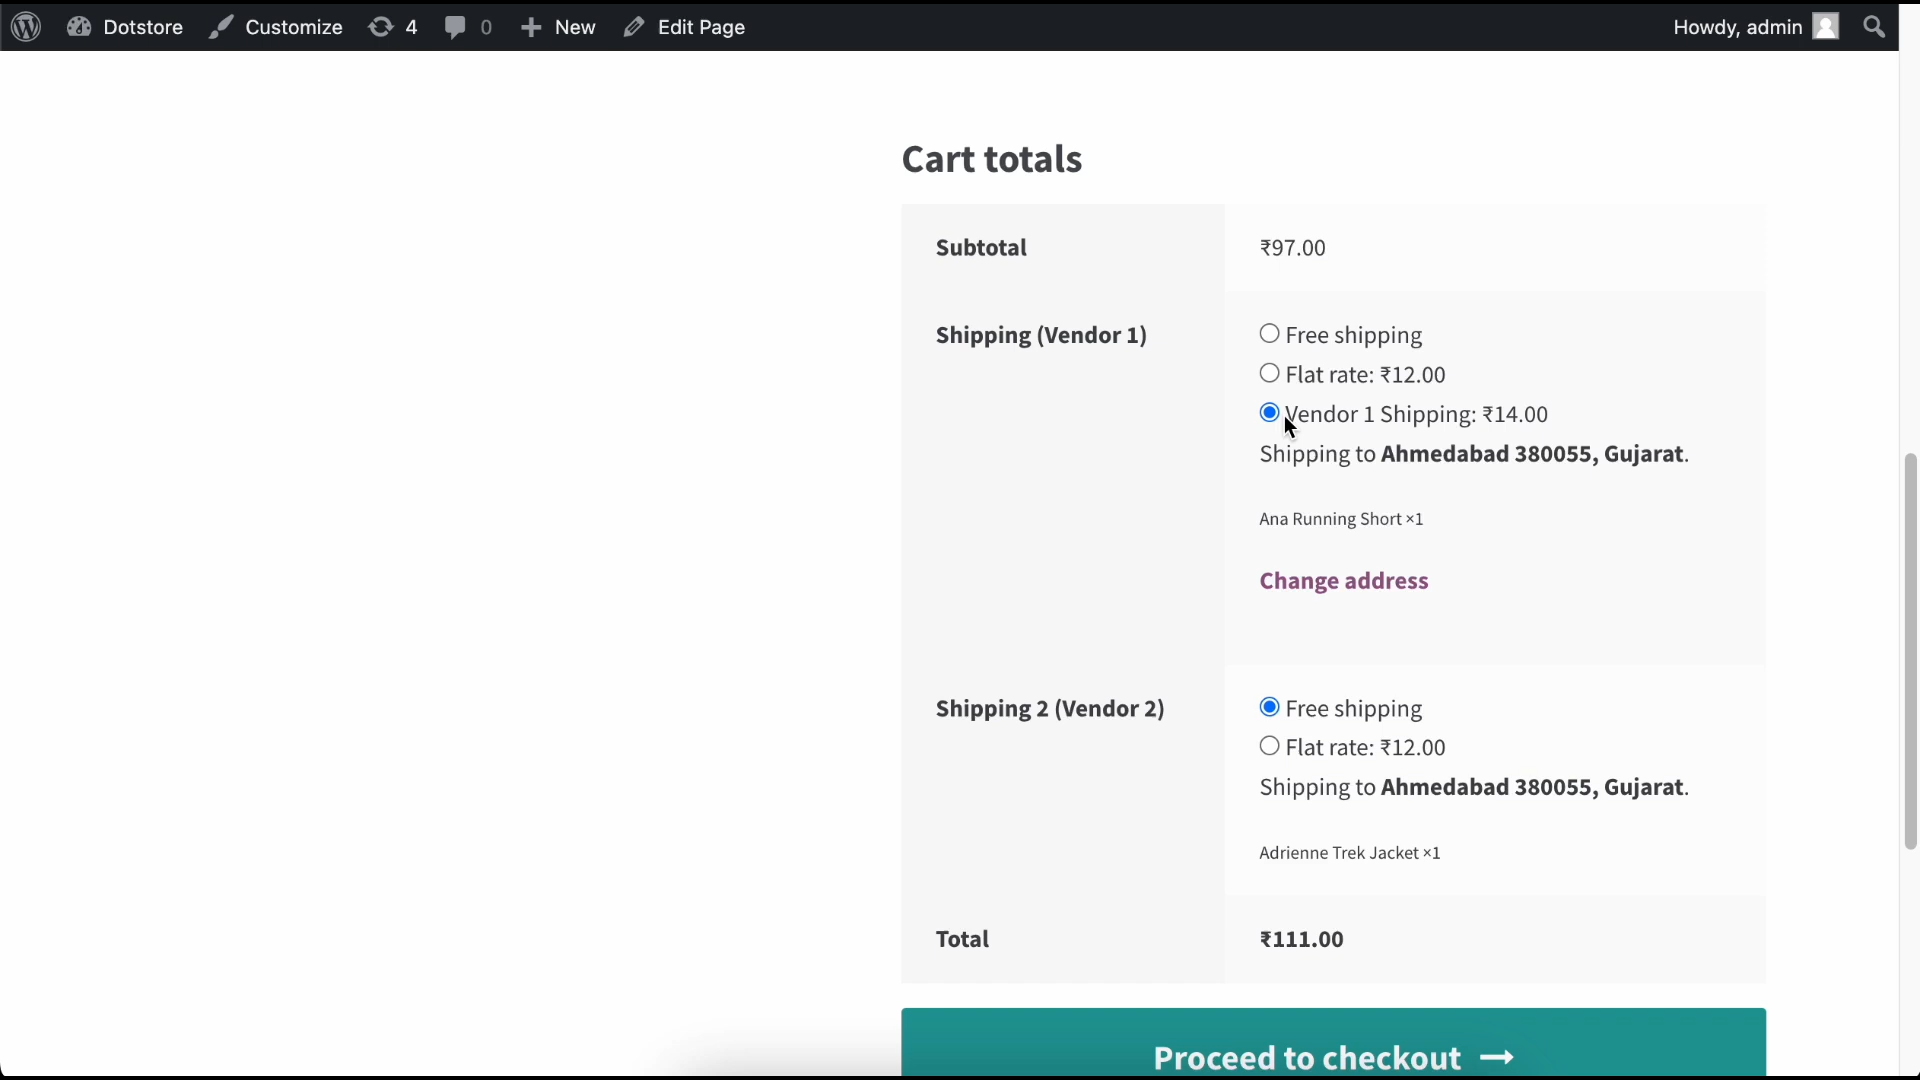 Dotstore Customize 4 0 New Edit Page Howdy, admin
Cart totals
Subtotal ₹97.00
Shipping (Vendor 1) Free shipping
Flat rate: ₹12.00
Vendor 1 Shipping: ₹14.00
Shipping to Ahmedabad 380055, Gujarat.
Ana Running Short ×1
Change address
Shipping 2 (Vendor 2) Free shipping
Flat rate: ₹12.00
Shipping to Ahmedabad 380055, Gujarat.
Adrienne Trek Jacket ×1
Total ₹111.00
Proceed to checkout →